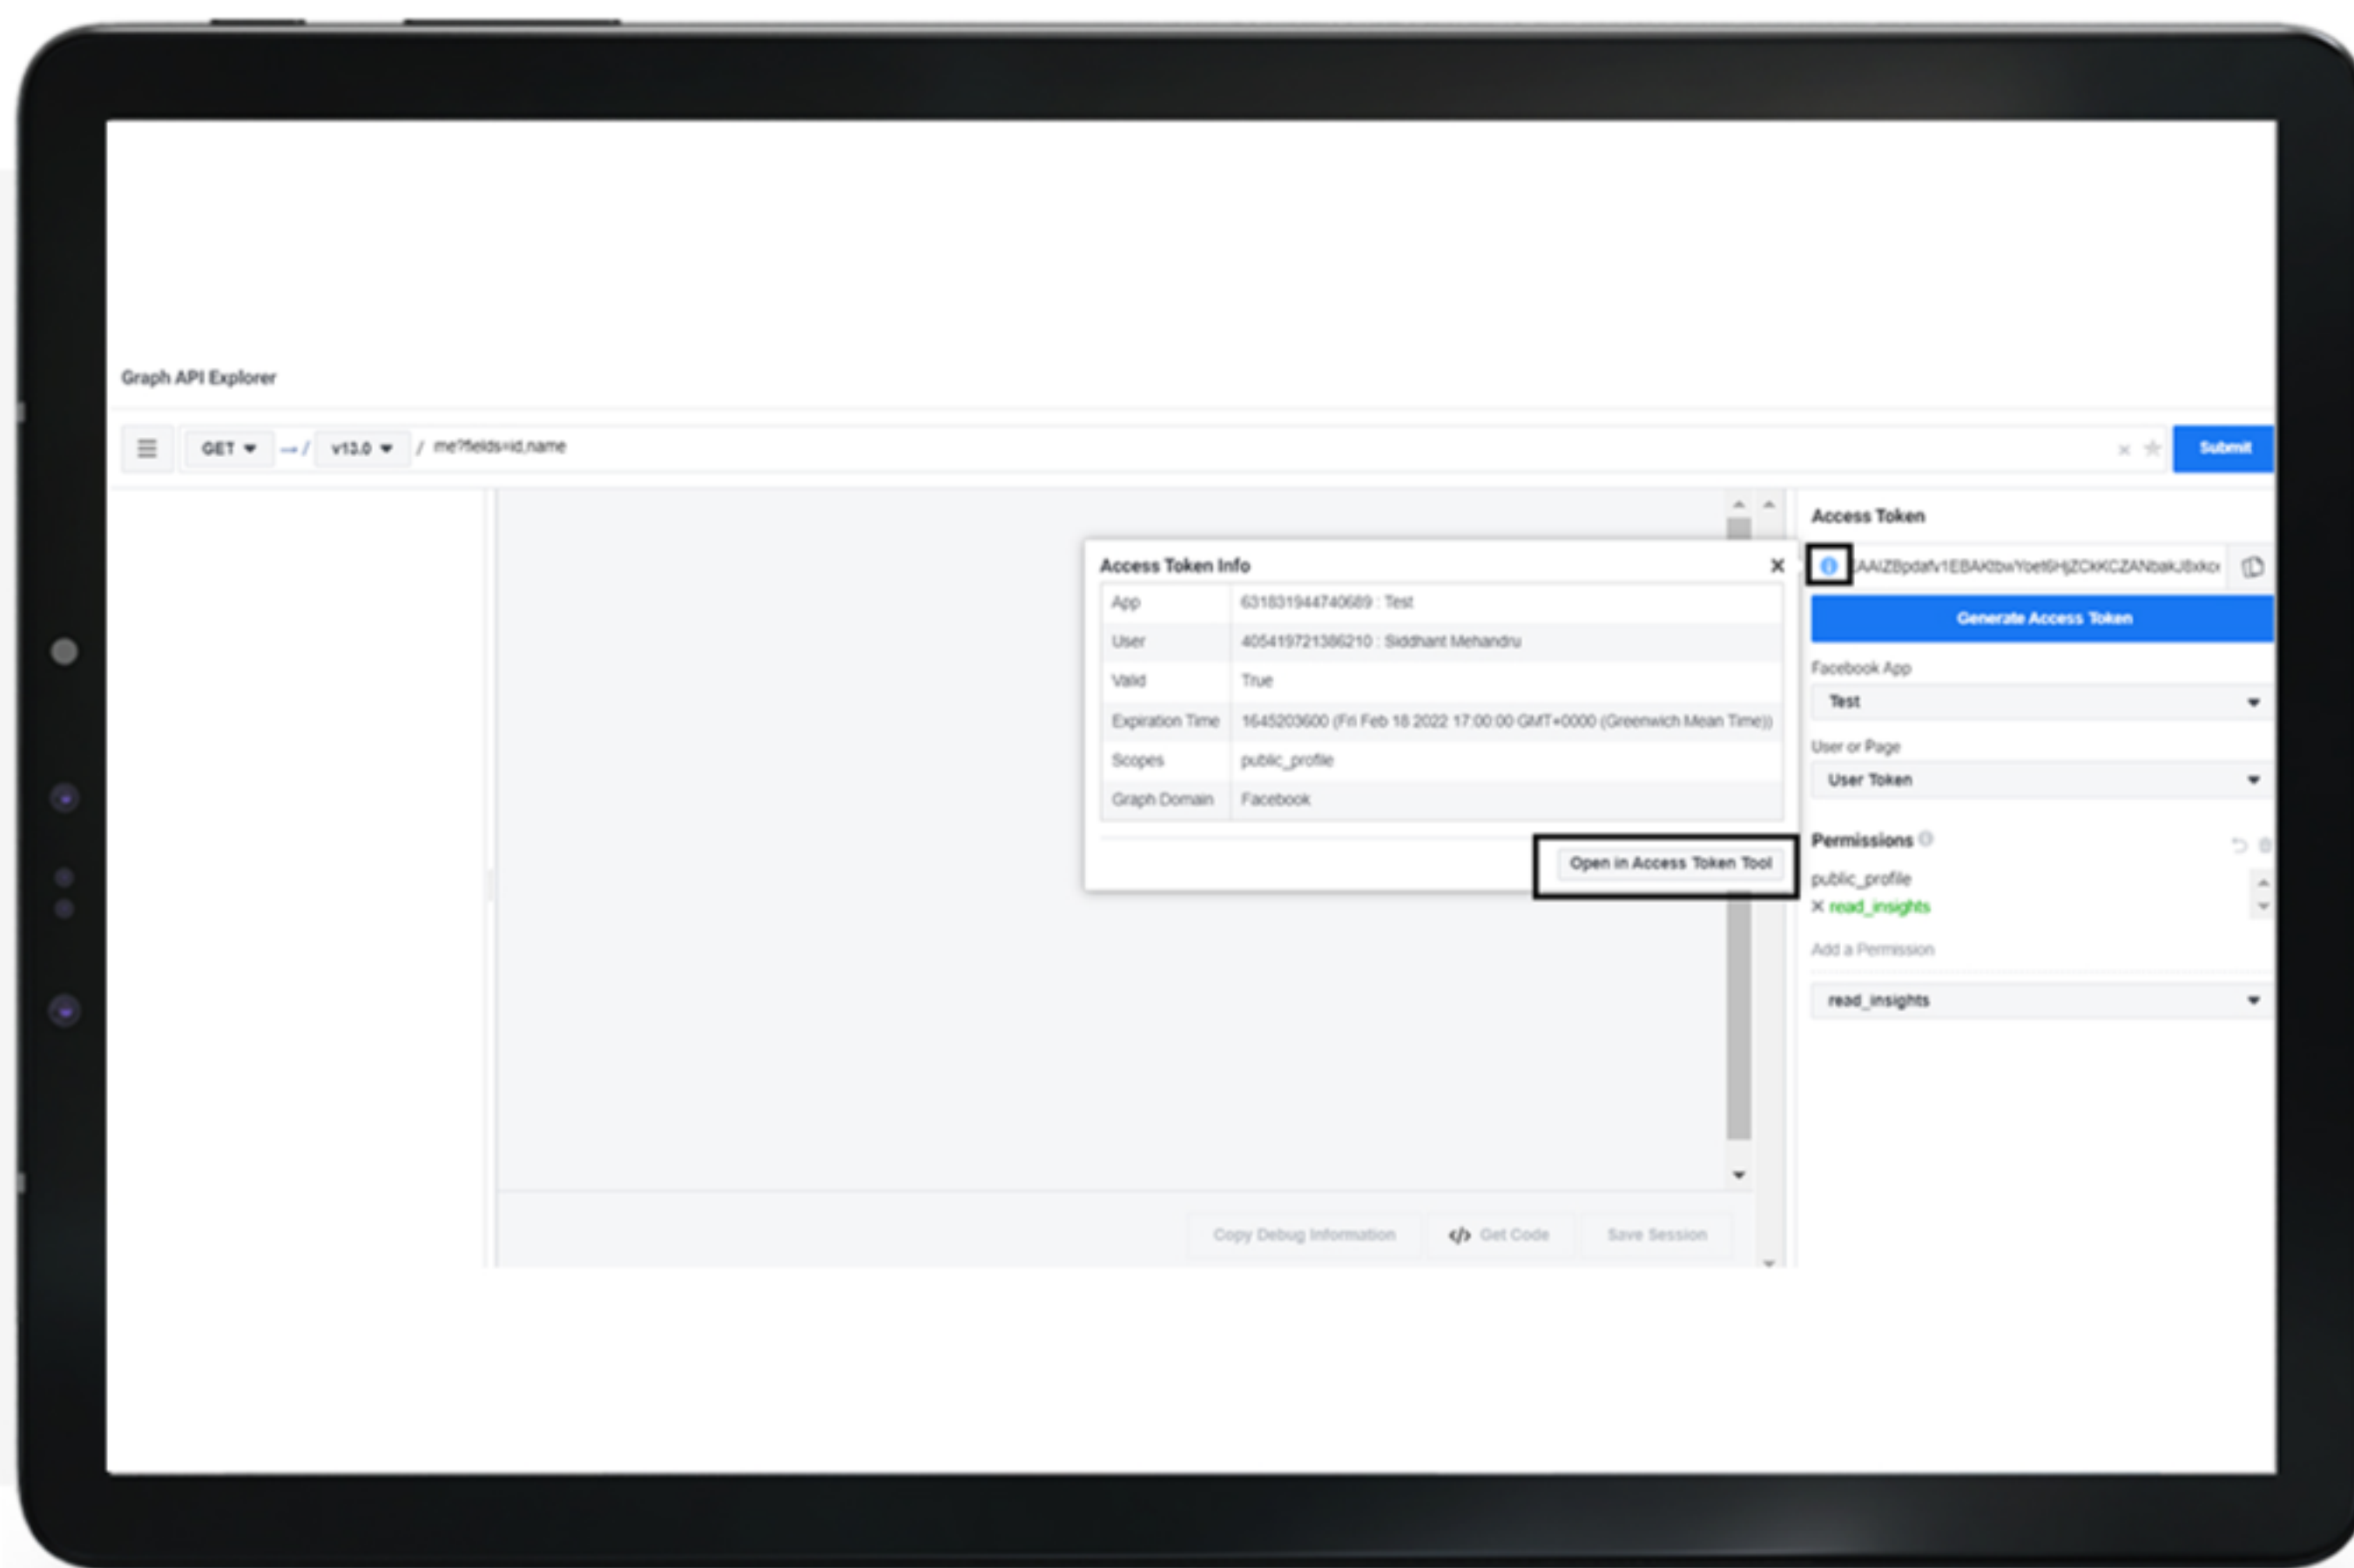 Graph API Explorer
GET → / v13.0 / me?fields=id,name
Submit
Access Token
Access Token Info
App 631831944740689 : Test
User 405419721386210 : Siddhant Mehandru
Valid True
Expiration Time 1645203600 (Fri Feb 18 2022 17:00:00 GMT+0000 (Greenwich Mean Time))
Scopes public_profile
Graph Domain Facebook
Open in Access Token Tool
Generate Access Token
Facebook App
Test
User or Page
User Token
Permissions
public_profile
read_insights
Add a Permission
read_insights
Copy Debug Information
</> Get Code
Save Session